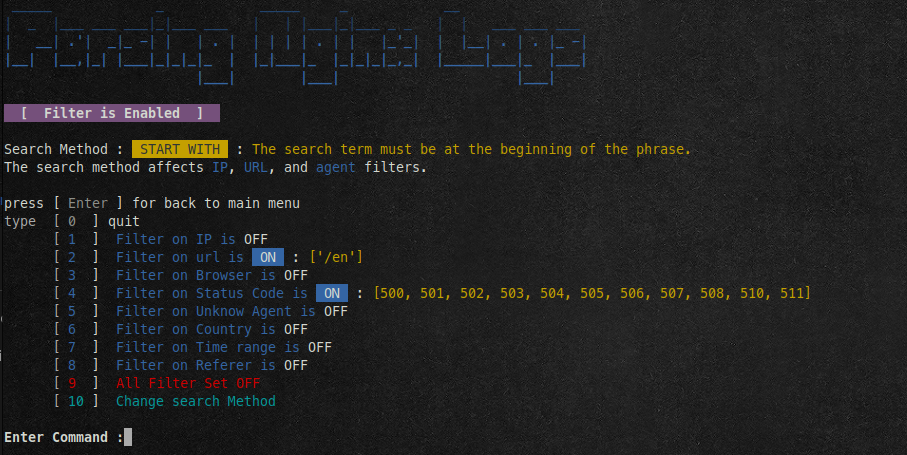 [ Filter is Enabled ]
Search Method : START WITH : The search term must be at the beginning of the phrase.
The search method affects IP, URL, and agent filters.
press [ Enter ] for back to main menu
type [ 0 ] quit
[ 1 ] Filter on IP is OFF
[ 2 ] Filter on url is ON : ['/en']
[ 3 ] Filter on Browser is OFF
[ 4 ] Filter on Status Code is ON : [500, 501, 502, 503, 504, 505, 506, 507, 508, 510, 511]
[ 5 ] Filter on Unknow Agent is OFF
[ 6 ] Filter on Country is OFF
[ 7 ] Filter on Time range is OFF
[ 8 ] Filter on Referer is OFF
[ 9 ] All Filter Set OFF
[ 10 ] Change search Method
Enter Command :